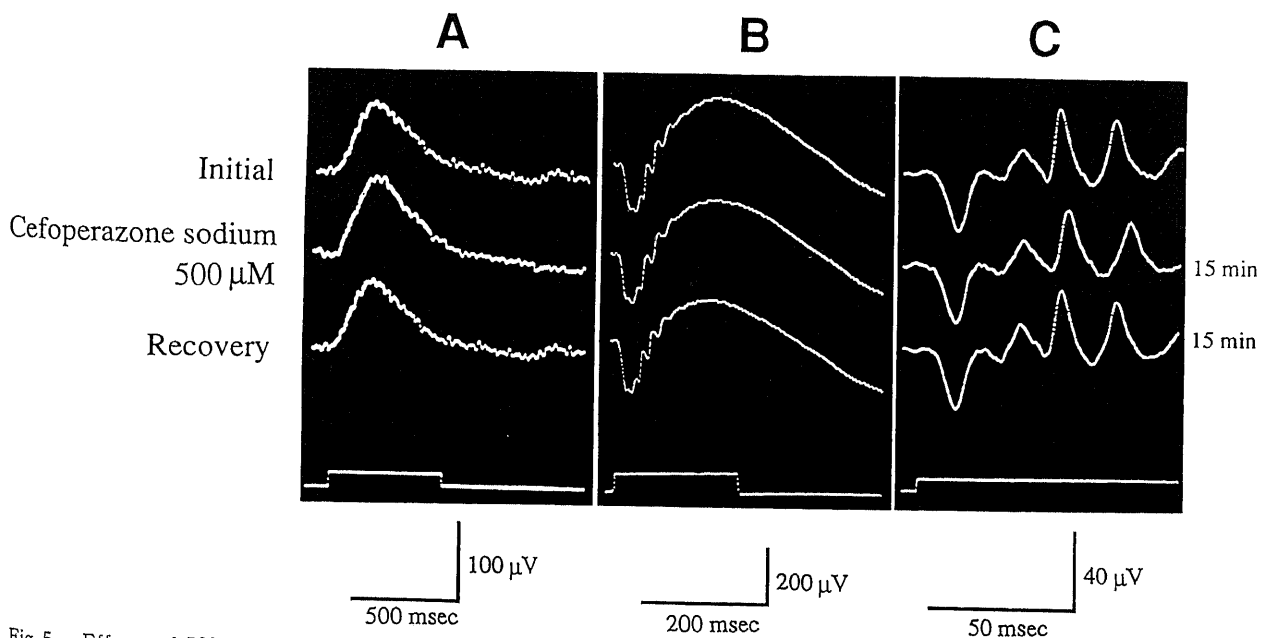 A B C
Initial
Cefoperazone sodium
500 µM
15 min
Recovery
15 min
100 µV
200 µV
40 µV
500 msec
200 msec
50 msec
Fig. 5